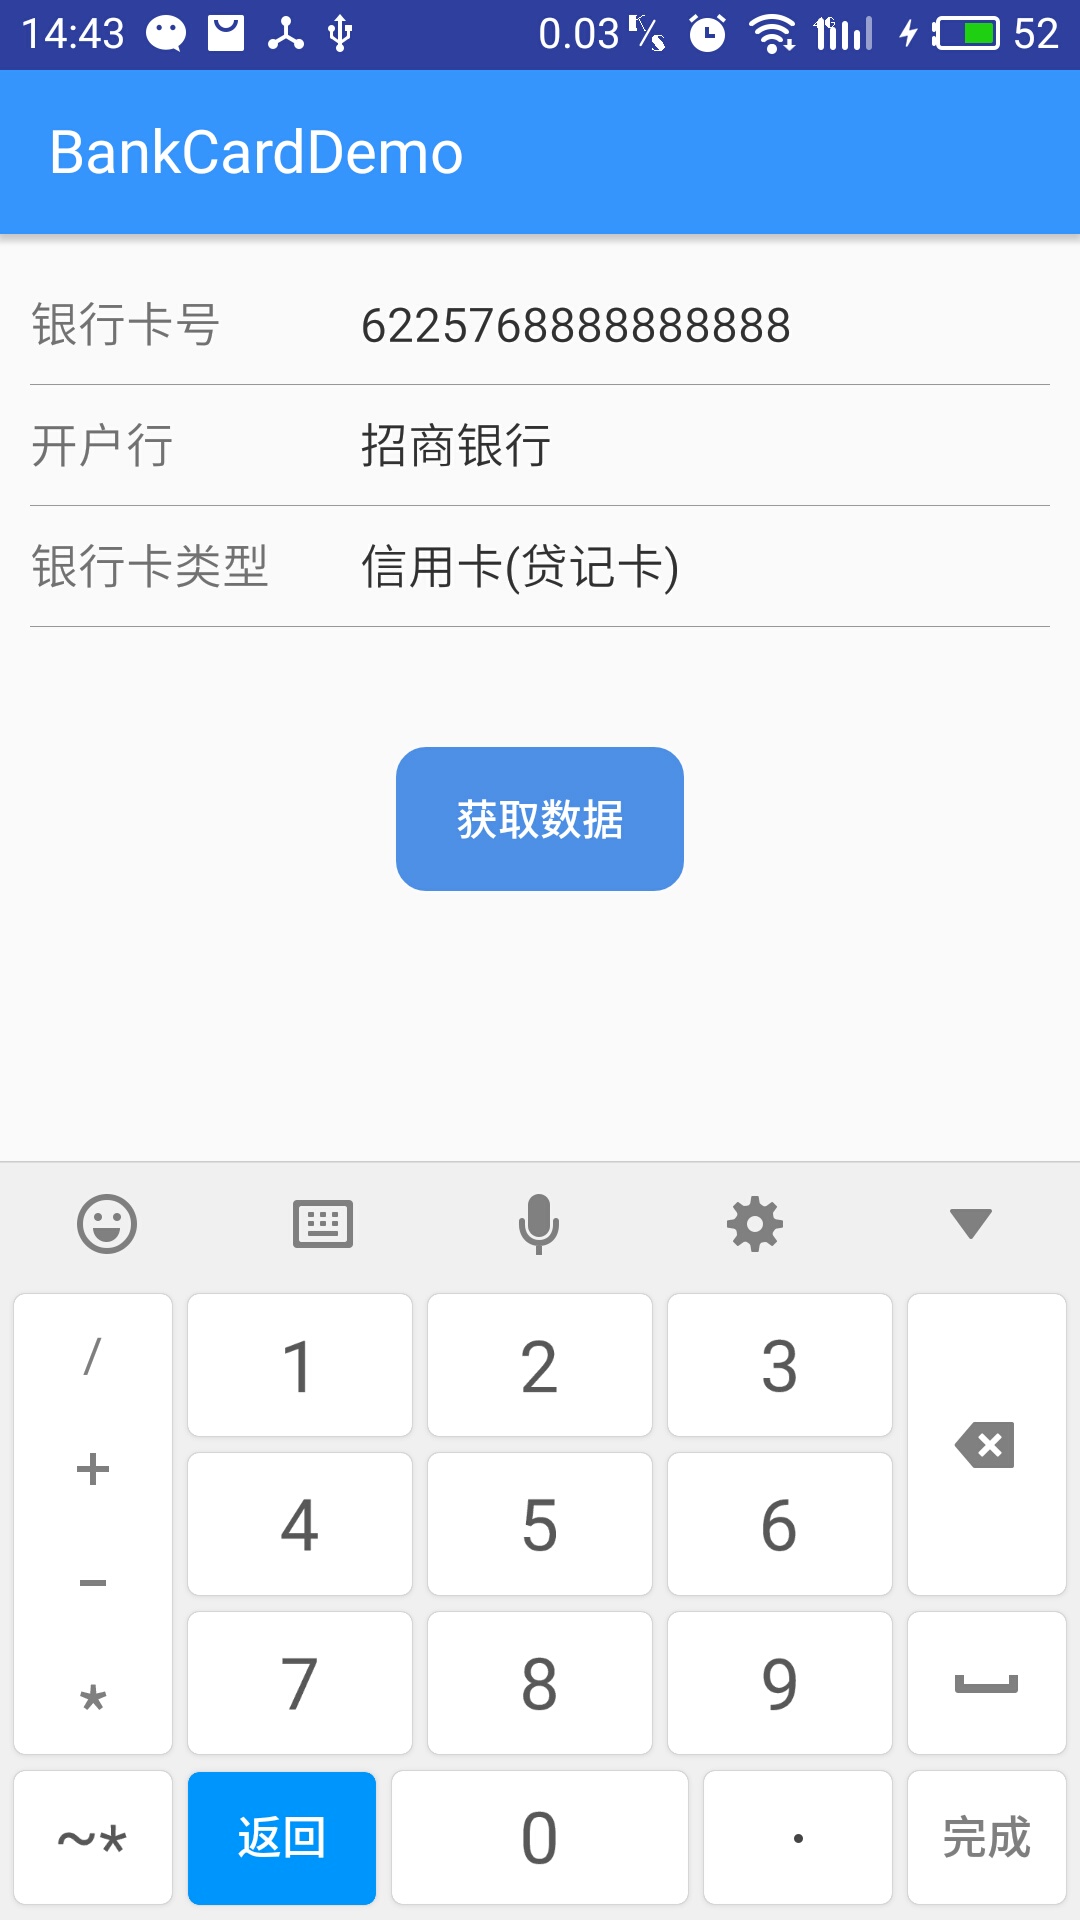 14:43 0.03 K/s 4G 52
BankCardDemo
银行卡号 6225768888888888
开户行 招商银行
银行卡类型 信用卡(贷记卡)
获取数据
/ 1 2 3
+
4 5 6
-
7 8 9
*
~* 返回 0 . 完成